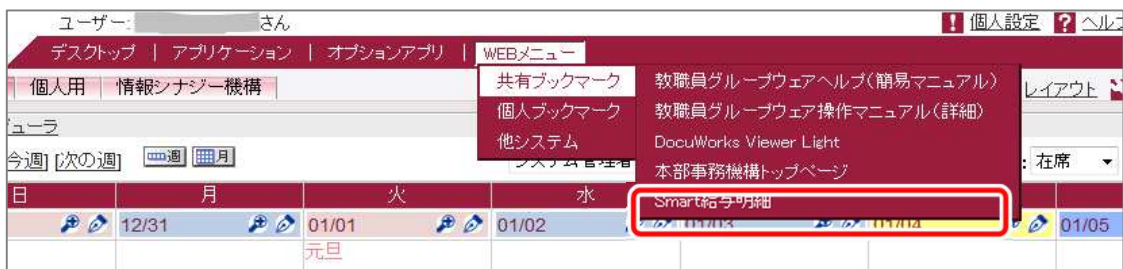 ユーザー: さん 個人設定 ヘルプ
デスクトップ | アプリケーション | オプションアプリ | WEBメニュー
個人用 情報シナジー機構 共有ブックマーク 教職員グループウェアヘルプ(簡易マニュアル) レイアウト
個人ブックマーク 教職員グループウェア操作マニュアル(詳細)
ューラ
他システム DocuWorks Viewer Light
今週] [次の週] 週 月 システム管理者 本部事務機構トップページ : 在席
Smart給与明細
日 月 火 水
12/31 01/01 01/02 01/03 01/04 01/05
元旦